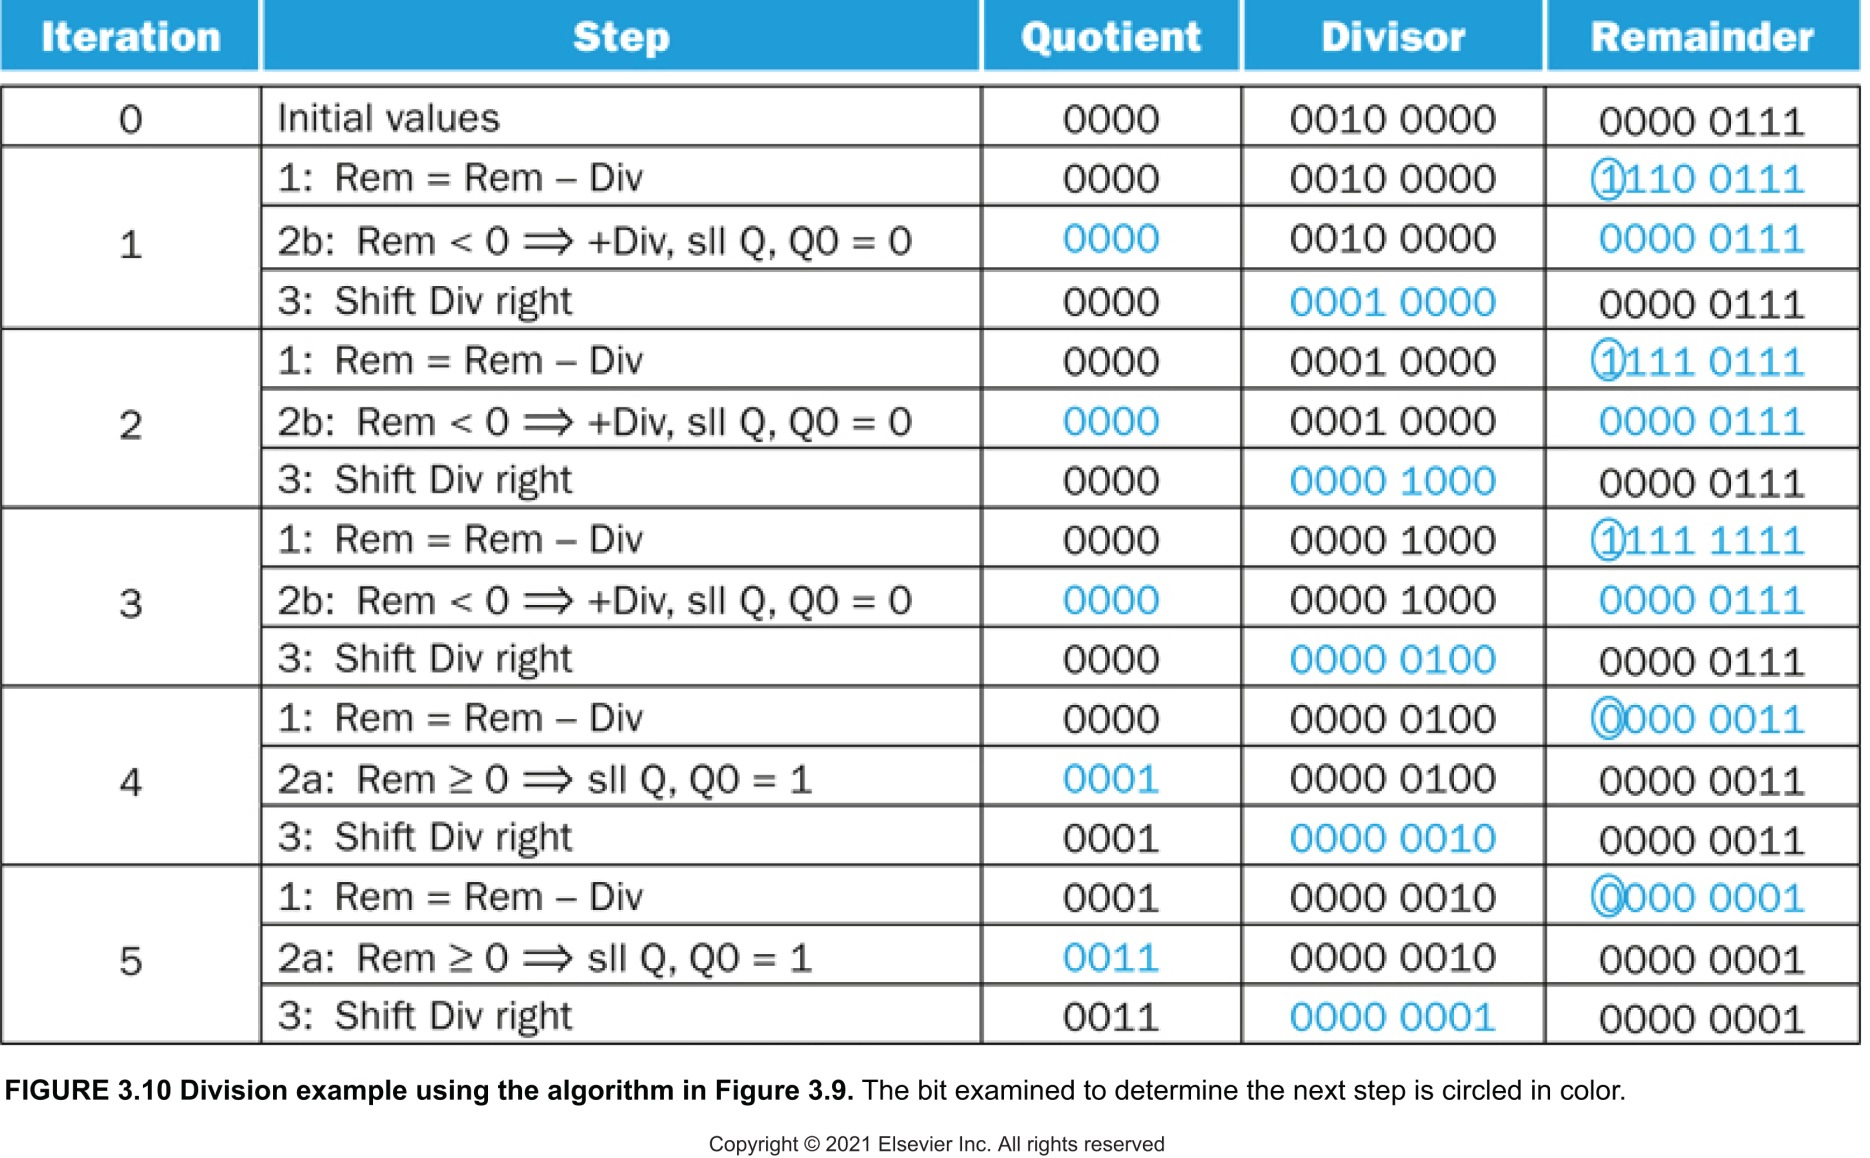 Iteration Step Quotient Divisor Remainder
0 Initial values 0000 0010 0000 0000 0111
1 1: Rem = Rem – Div 0000 0010 0000 1110 0111
2b: Rem < 0 ⟹ +Div, sll Q, Q0 = 0 0000 0010 0000 0000 0111
3: Shift Div right 0000 0001 0000 0000 0111
2 1: Rem = Rem – Div 0000 0001 0000 1111 0111
2b: Rem < 0 ⟹ +Div, sll Q, Q0 = 0 0000 0001 0000 0000 0111
3: Shift Div right 0000 0000 1000 0000 0111
3 1: Rem = Rem – Div 0000 0000 1000 1111 1111
2b: Rem < 0 ⟹ +Div, sll Q, Q0 = 0 0000 0000 1000 0000 0111
3: Shift Div right 0000 0000 0100 0000 0111
4 1: Rem = Rem – Div 0000 0000 0100 0000 0011
2a: Rem ≥ 0 ⟹ sll Q, Q0 = 1 0001 0000 0100 0000 0011
3: Shift Div right 0001 0000 0010 0000 0011
5 1: Rem = Rem – Div 0001 0000 0010 0000 0001
2a: Rem ≥ 0 ⟹ sll Q, Q0 = 1 0011 0000 0010 0000 0001
3: Shift Div right 0011 0000 0001 0000 0001
FIGURE 3.10 Division example using the algorithm in Figure 3.9. The bit examined to determine the next step is circled in color.
Copyright © 2021 Elsevier Inc. All rights reserved